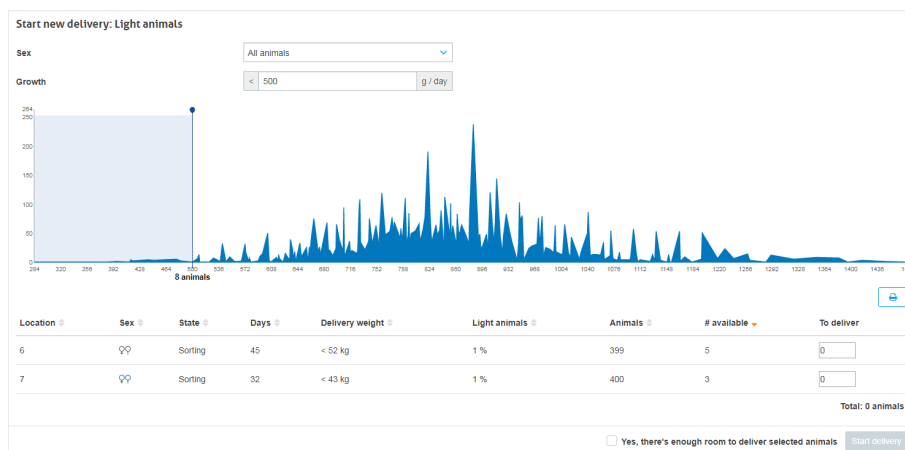 Start new delivery: Light animals
Sex All animals
Growth < 500 g / day
264
250
200
150
100
50
0
284 320 356 392 428 464 500 536 572 608 644 680 716 752 788 824 860 896 932 968 1004 1040 1076 1112 1148 1184 1220 1256 1292 1328 1364 1400 1436
8 animals
Location Sex State Days Delivery weight Light animals Animals # available To deliver
6 ♀♀ Sorting 45 < 52 kg 1 % 399 5 0
7 ♀♀ Sorting 32 < 43 kg 1 % 400 3 0
Total: 0 animals
Yes, there's enough room to deliver selected animals Start delivery